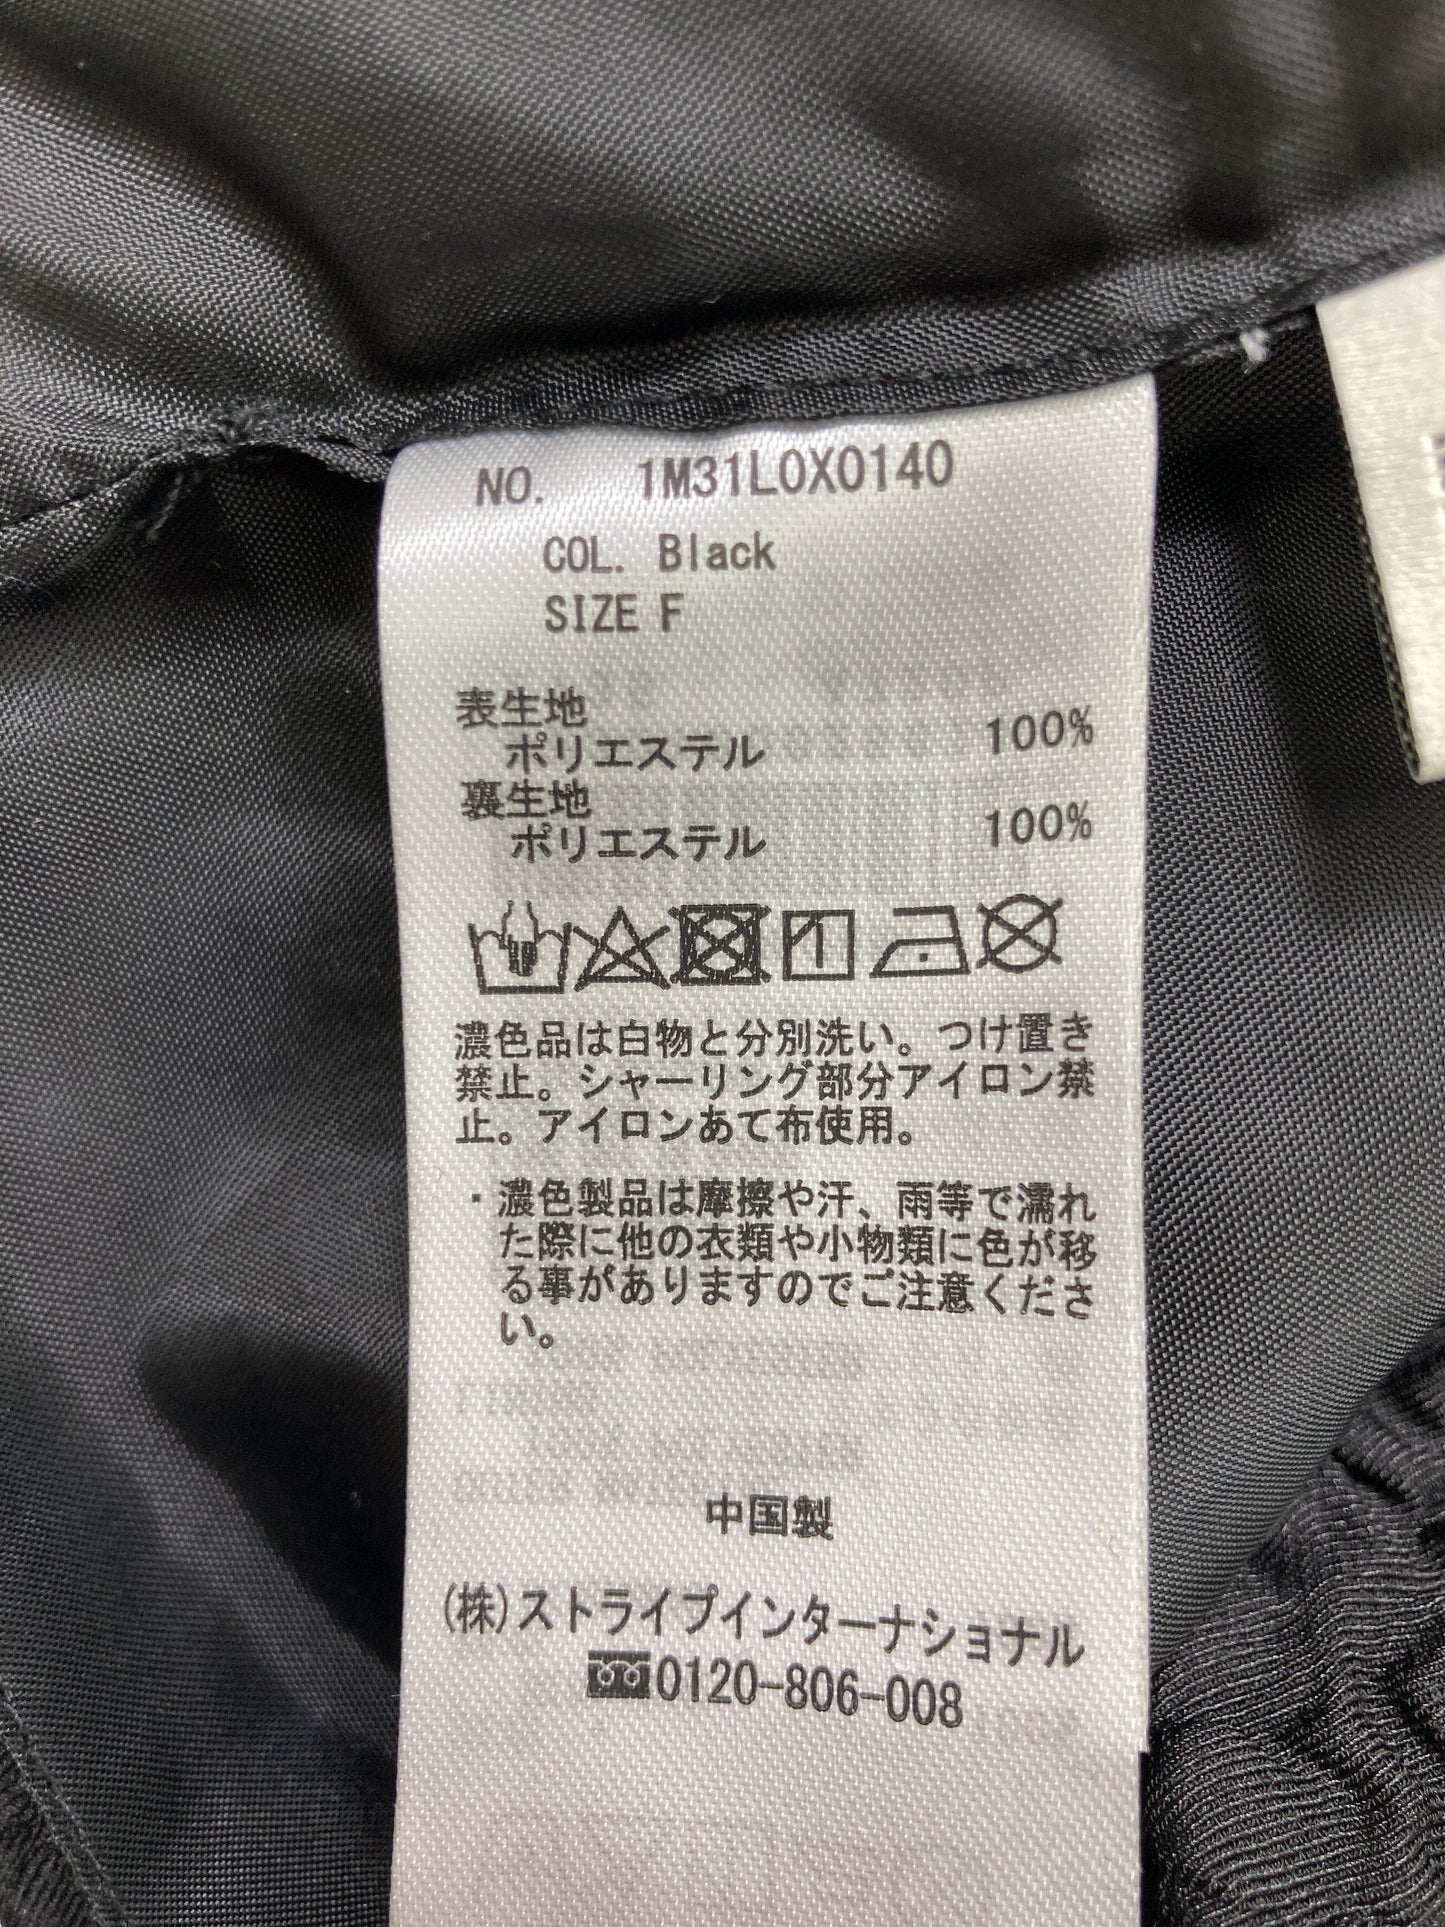 NO. 1M31L0X0140
COL. Black
SIZE F
表生地
ポリエステル 100%
裏生地
ポリエステル 100%
濃色品は白物と分別洗い。つけ置き
禁止。シャーリング部分アイロン禁
止。アイロンあて布使用。
・濃色製品は摩擦や汗、雨等で濡れ
た際に他の衣類や小物類に色が移
る事がありますのでご注意くださ
い。
中国製
(株)ストライプインターナショナル
0120-806-008